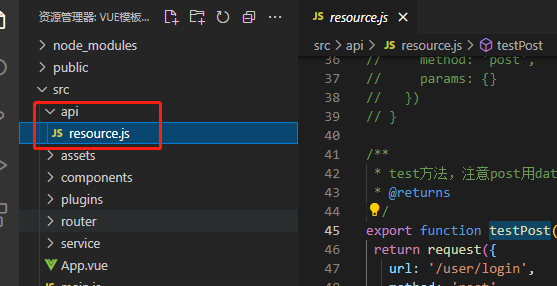 资源管理器: VUE模板
node_modules
public
src
api
JS resource.js
assets
components
plugins
router
service
App.vue
JS resource.js ×
src > api > JS resource.js > testPost
36 // method: 'post',
37 // params: {}
38 // })
39 // }
40
41 /**
42 * test方法，注意post用dat
43 * @returns
44 /
45 export function testPost(
46 return request({
47 url: '/user/login',